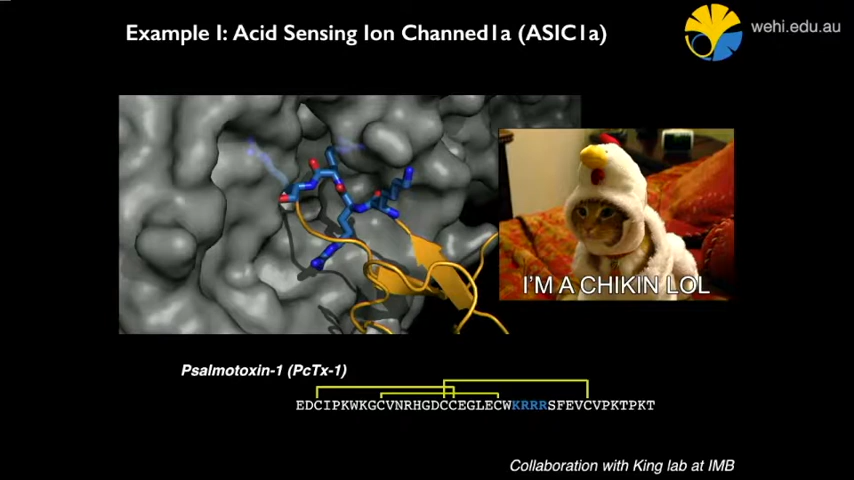 Example I: Acid Sensing Ion Channed1a (ASIC1a)
wehi.edu.au
I'M A CHIKIN LOL
Psalmotoxin-1 (PcTx-1)
EDCIPKWKGCVNRHGDCCEGLECWKRRRSFEVCVPKTPKT
Collaboration with King lab at IMB